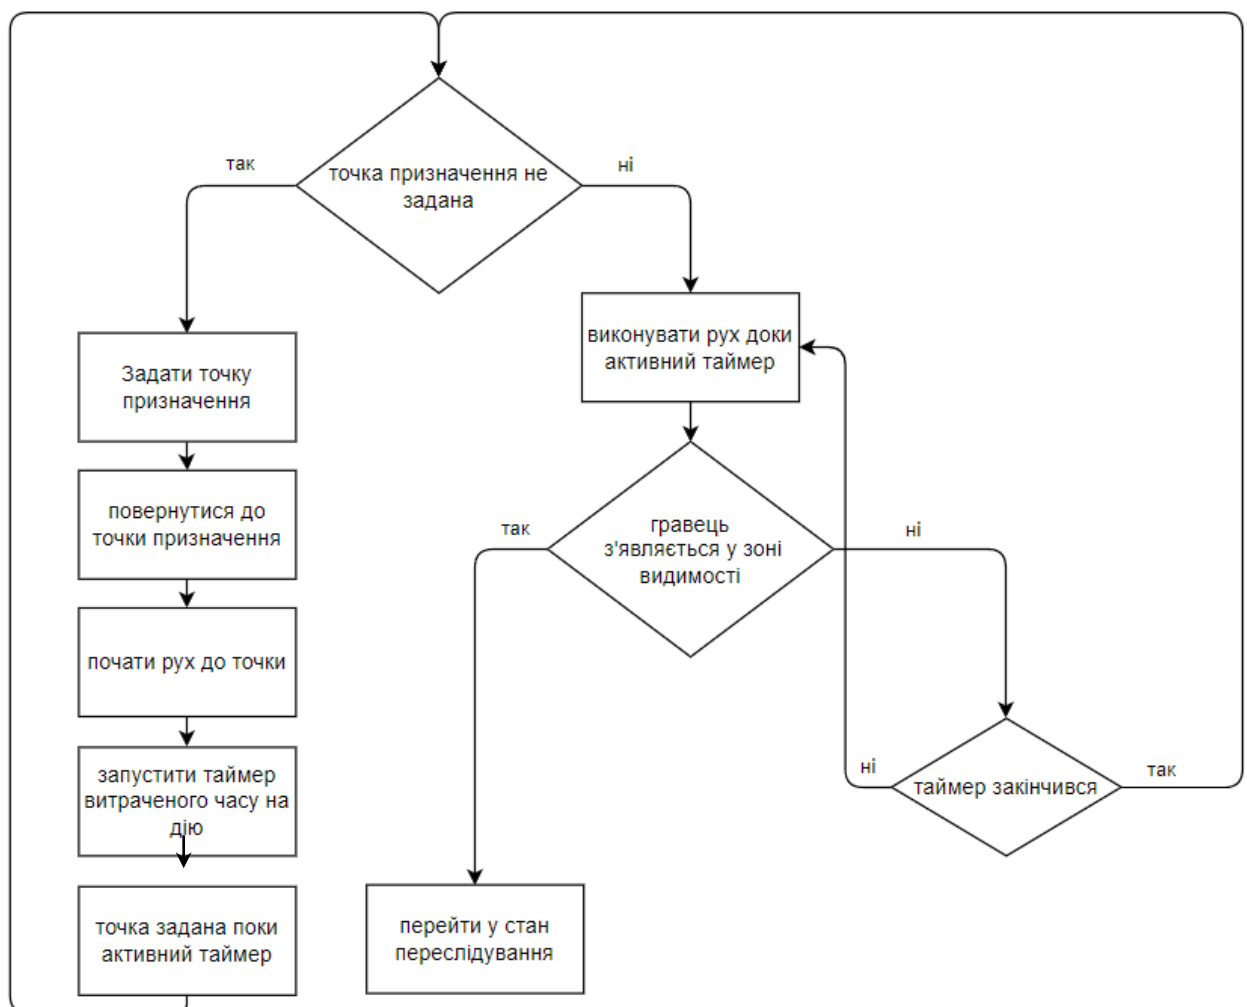 так
точка призначення не
задана
ні
Задати точку
призначення
повернутися до
точки призначення
почати рух до точки
запустити таймер
витраченого часу на
дію
точка задана поки
активний таймер
виконувати рух доки
активний таймер
так
гравець
з'являється у зоні
видимості
ні
перейти у стан
переслідування
ні
таймер закінчився
так